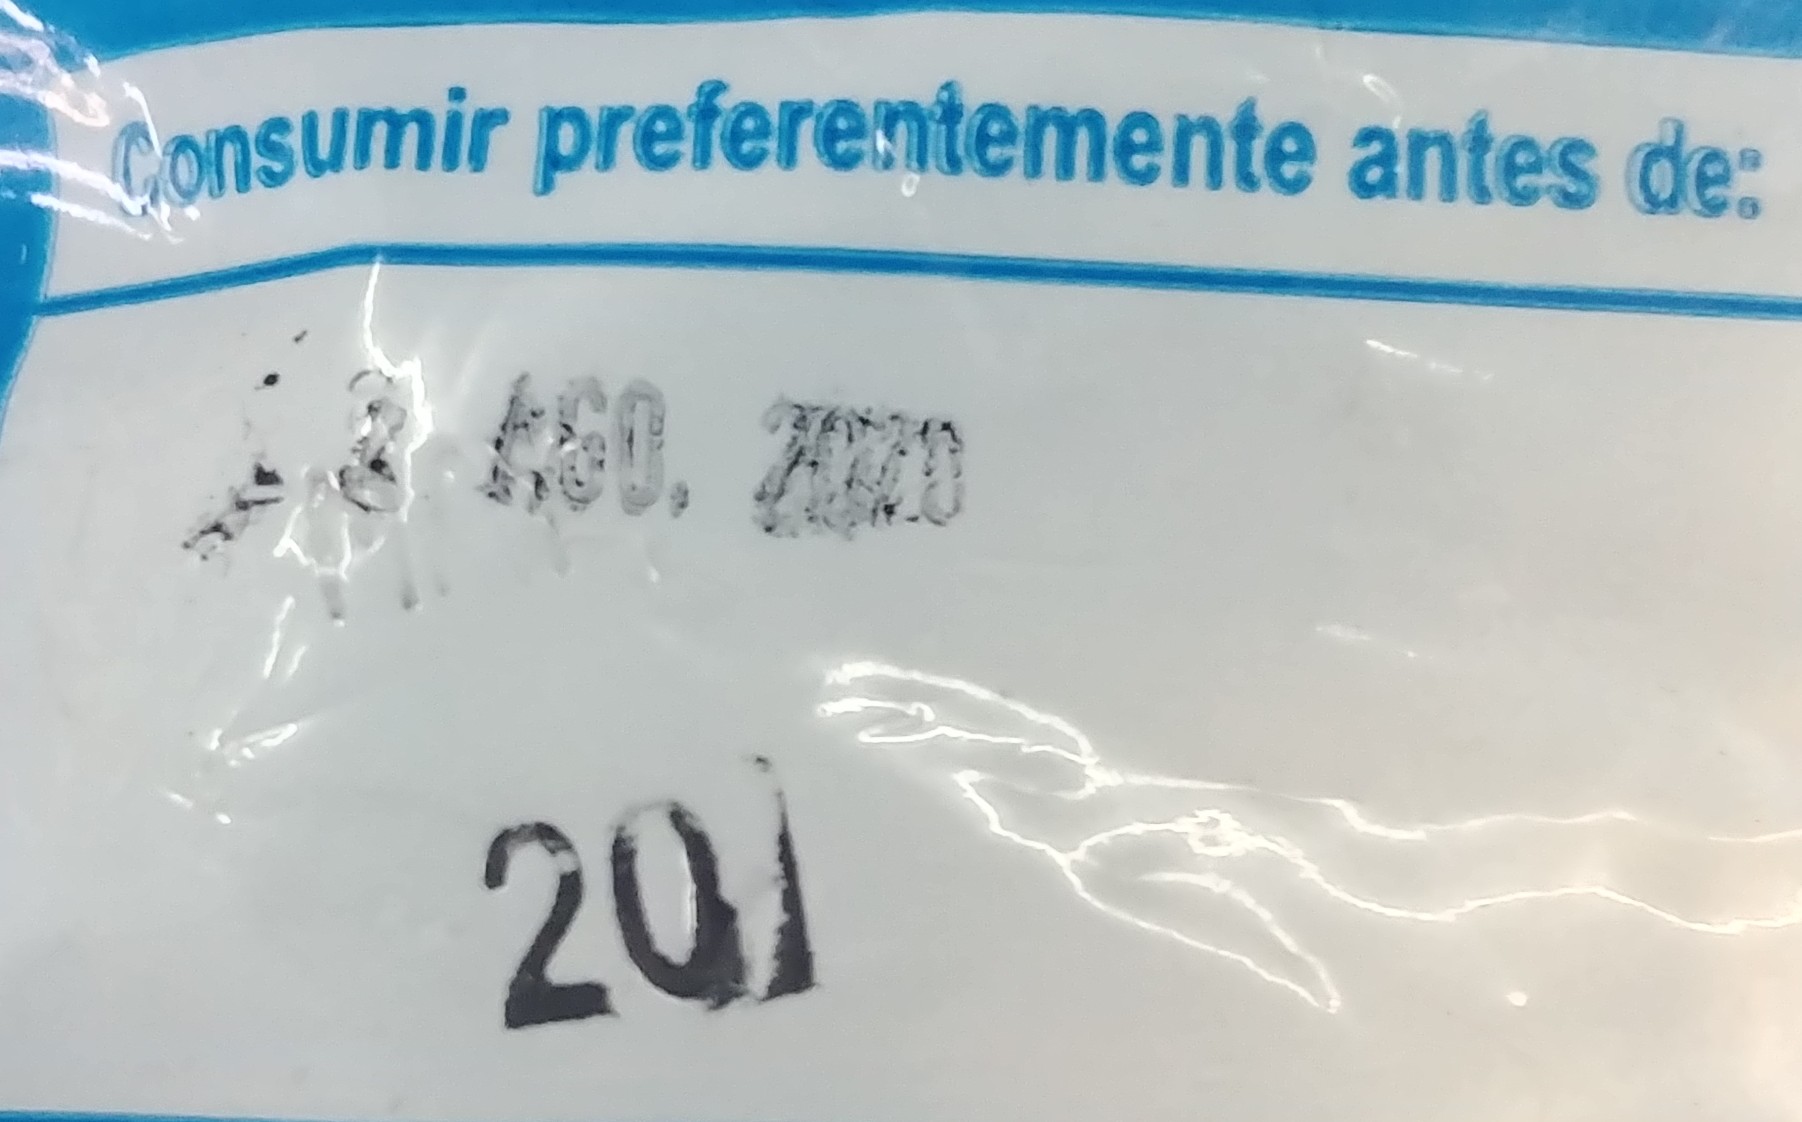 Consumir preferentemente antes de:
AGO. 2020
20